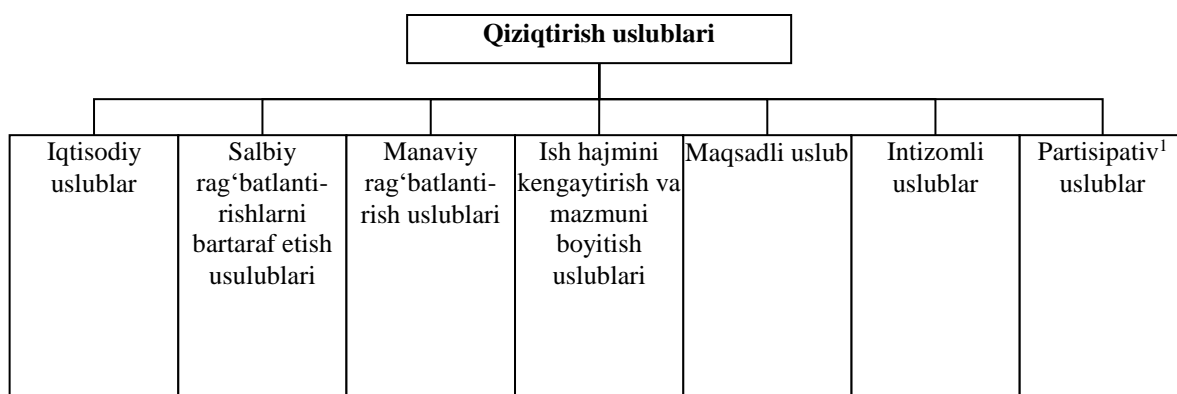 Qiziqtirish uslublari
Iqtisodiy
uslublar
Salbiy
rag‘batlanti-
rishlarni
bartaraf etish
usulublari
Manaviy
rag‘batlanti-
rish uslublari
Ish hajmini
kengaytirish va
mazmuni
boyitish
uslublari
Maqsadli uslub
Intizomli
uslublar
Partisipativ¹
uslublar